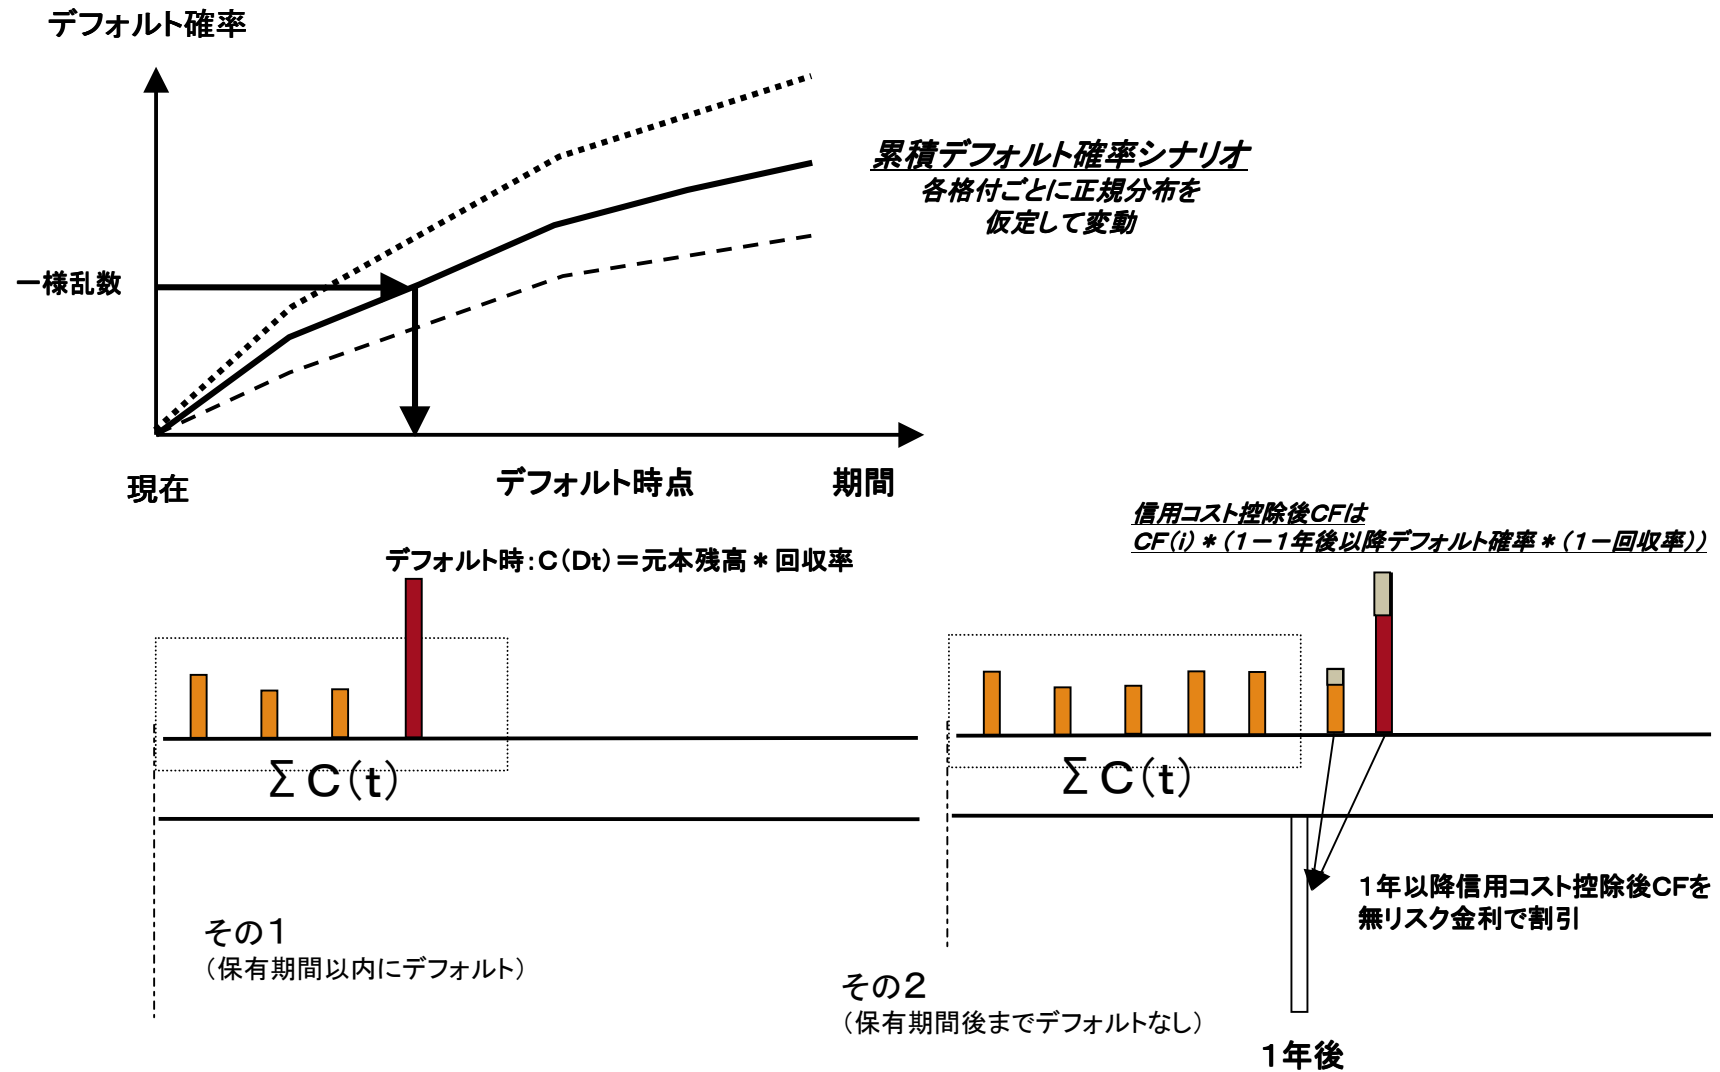 デフォルト確率
累積デフォルト確率シナリオ
各格付ごとに正規分布を
仮定して変動
一様乱数
現在
デフォルト時点
期間
デフォルト時：C(Dt)＝元本残高＊回収率
信用コスト控除後CFは
CF(i)＊(1－1年後以降デフォルト確率＊(1－回収率))
ΣC(t)
ΣC(t)
1年以降信用コスト控除後CFを
無リスク金利で割引
その1
（保有期間以内にデフォルト）
その2
（保有期間後までデフォルトなし）
1年後